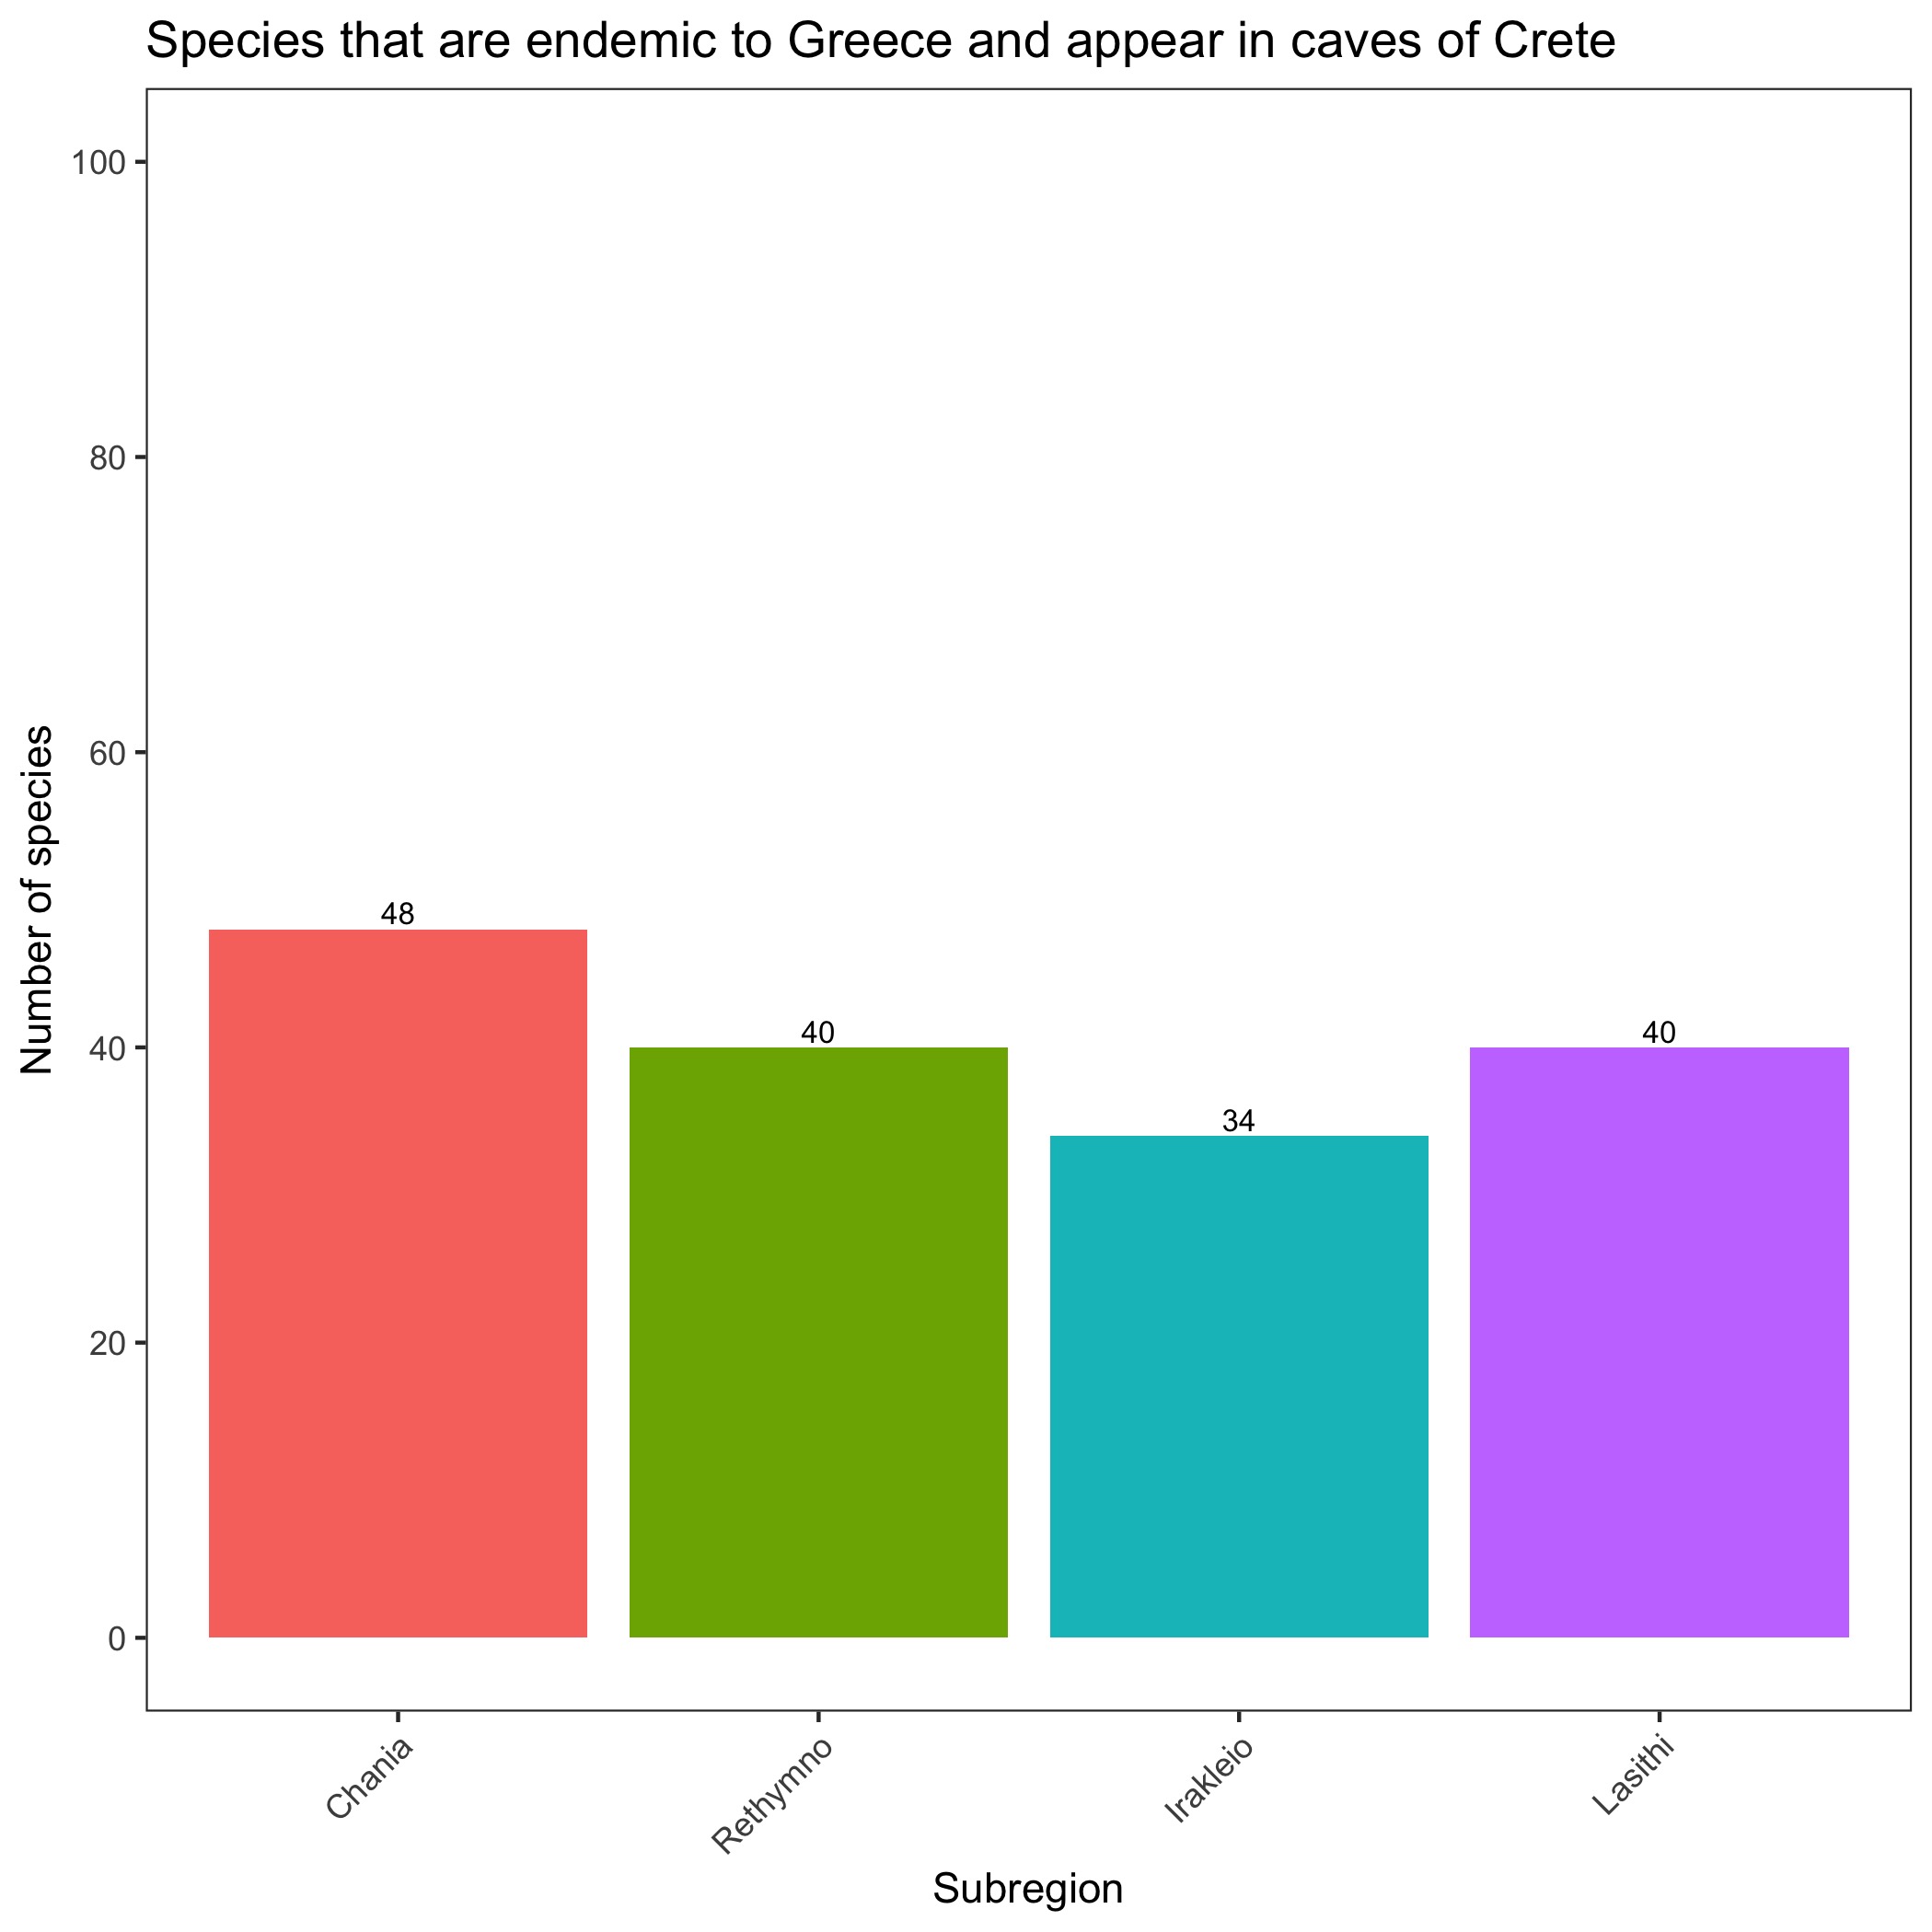 Species that are endemic to Greece and appear in caves of Crete
Number of species
100
80
60
40
20
0
48
40
34
40
Chania
Rethymno
Irakleio
Lasithi
Subregion